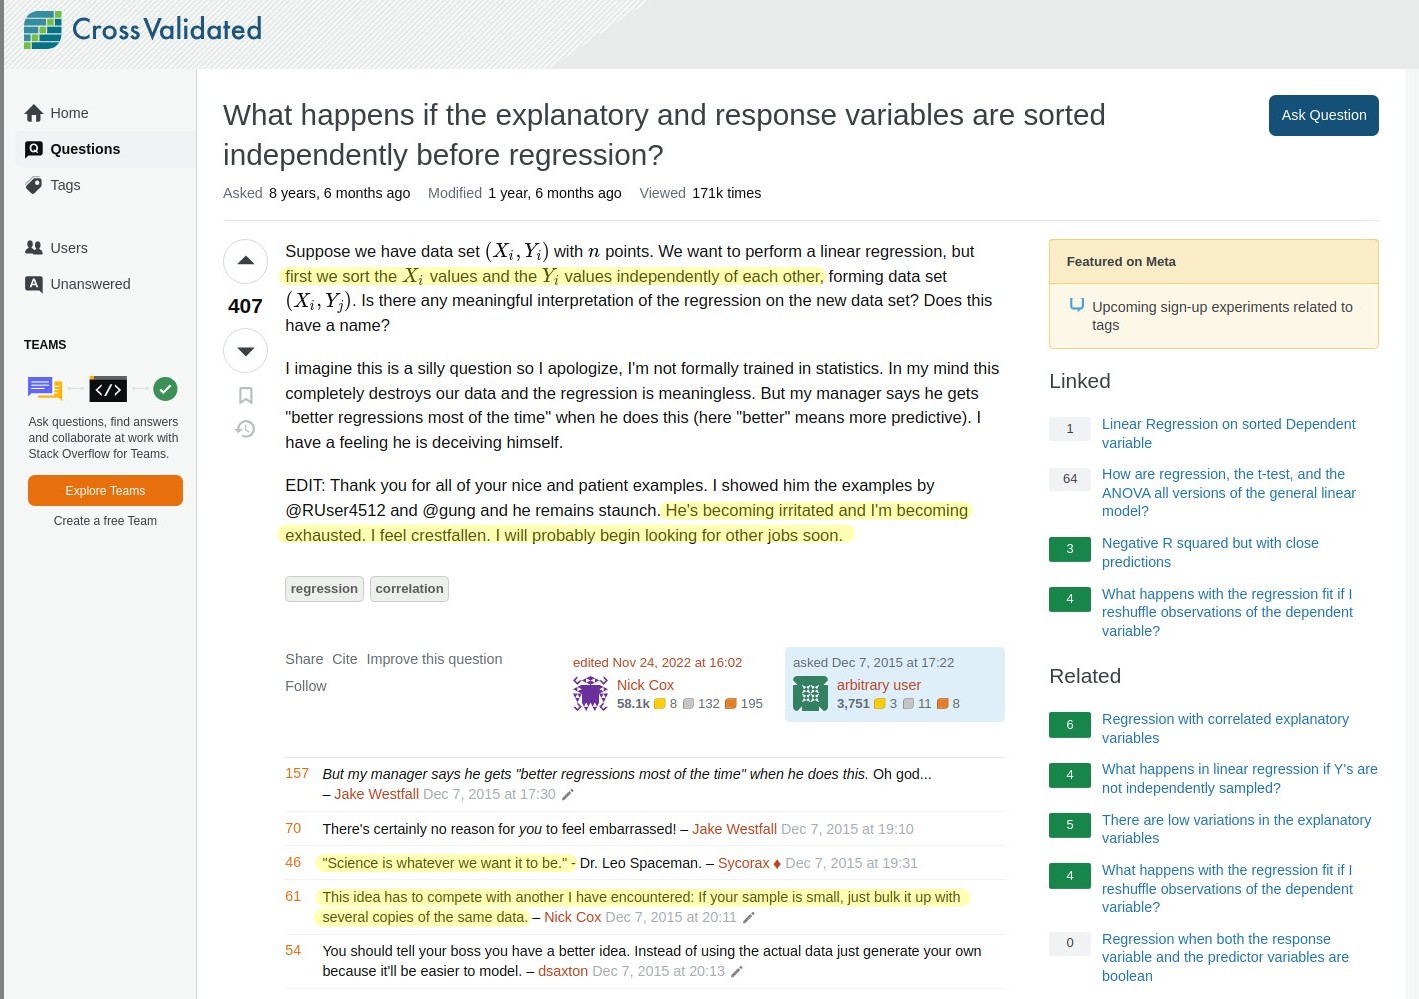 CrossValidated
Home
Questions
Tags
Users
Unanswered
TEAMS
Ask questions, find answers
and collaborate at work with
Stack Overflow for Teams.
Explore Teams
Create a free Team
What happens if the explanatory and response variables are sorted
independently before regression?
Ask Question
Asked 8 years, 6 months ago Modified 1 year, 6 months ago Viewed 171k times
407
Suppose we have data set (Xi, Yi) with n points. We want to perform a linear regression, but
first we sort the Xi values and the Yi values independently of each other, forming data set
(Xi, Yj). Is there any meaningful interpretation of the regression on the new data set? Does this
have a name?
I imagine this is a silly question so I apologize, I'm not formally trained in statistics. In my mind this
completely destroys our data and the regression is meaningless. But my manager says he gets
"better regressions most of the time" when he does this (here "better" means more predictive). I
have a feeling he is deceiving himself.
EDIT: Thank you for all of your nice and patient examples. I showed him the examples by
@RUser4512 and @gung and he remains staunch. He's becoming irritated and I'm becoming
exhausted. I feel crestfallen. I will probably begin looking for other jobs soon.
regression correlation
Share Cite Improve this question
Follow
edited Nov 24, 2022 at 16:02
Nick Cox
58.1k 8 132 195
asked Dec 7, 2015 at 17:22
arbitrary user
3,751 3 11 8
157 But my manager says he gets "better regressions most of the time" when he does this. Oh god...
– Jake Westfall Dec 7, 2015 at 17:30
70 There's certainly no reason for you to feel embarrassed! – Jake Westfall Dec 7, 2015 at 19:10
46 "Science is whatever we want it to be." - Dr. Leo Spaceman. – Sycorax ♦ Dec 7, 2015 at 19:31
61 This idea has to compete with another I have encountered: If your sample is small, just bulk it up with
several copies of the same data. – Nick Cox Dec 7, 2015 at 20:11
54 You should tell your boss you have a better idea. Instead of using the actual data just generate your own
because it'll be easier to model. – dsaxton Dec 7, 2015 at 20:13
Featured on Meta
Upcoming sign-up experiments related to
tags
Linked
1 Linear Regression on sorted Dependent
variable
64 How are regression, the t-test, and the
ANOVA all versions of the general linear
model?
3 Negative R squared but with close
predictions
4 What happens with the regression fit if I
reshuffle observations of the dependent
variable?
Related
6 Regression with correlated explanatory
variables
4 What happens in linear regression if Y's are
not independently sampled?
5 There are low variations in the explanatory
variables
4 What happens with the regression fit if I
reshuffle observations of the dependent
variable?
0 Regression when both the response
variable and the predictor variables are
boolean